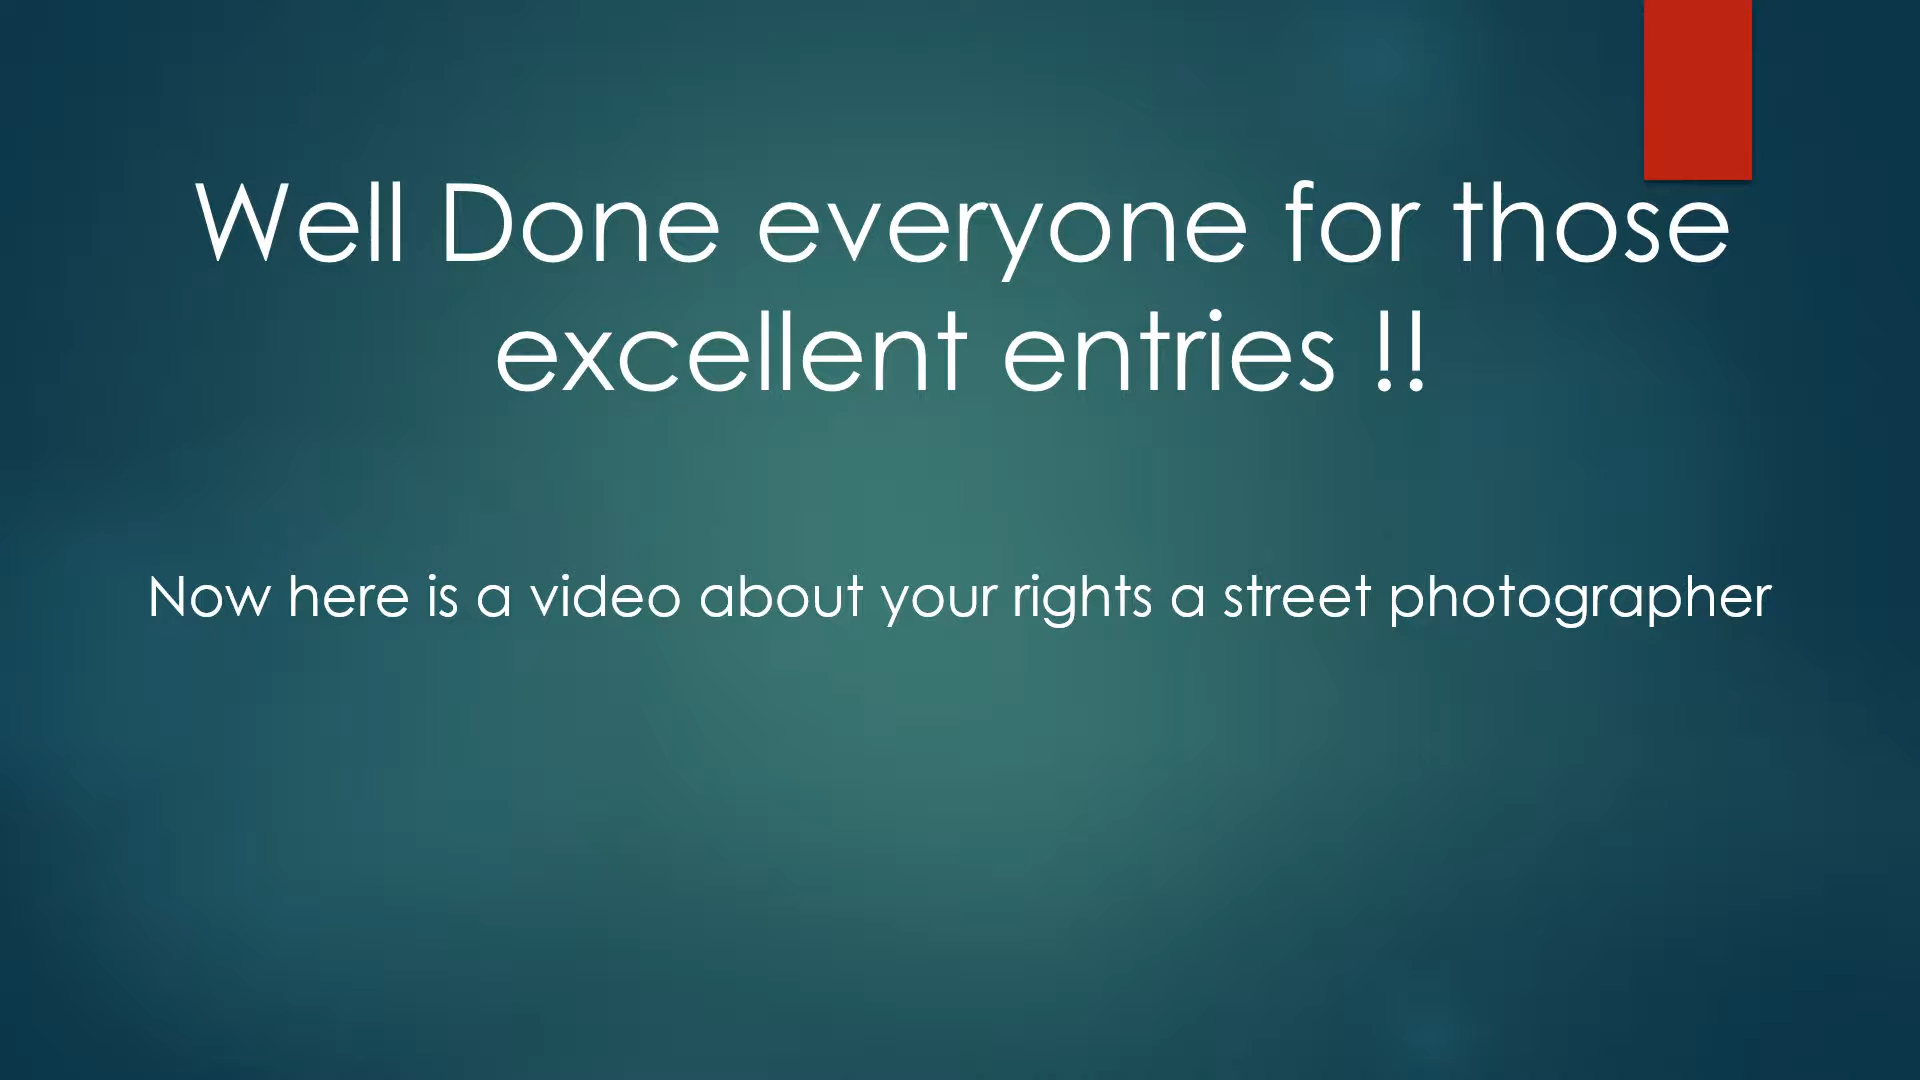 Well Done everyone for those
excellent entries !!
Now here is a video about your rights a street photographer